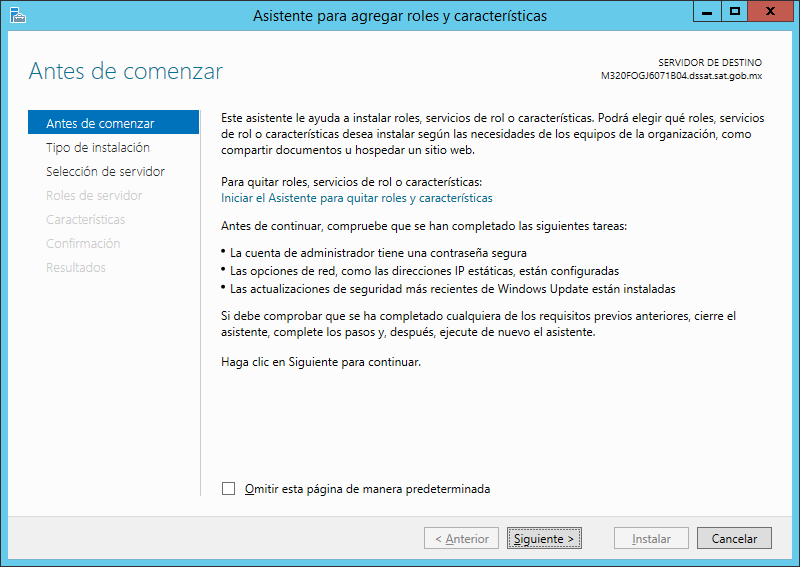 Asistente para agregar roles y características
Antes de comenzar
SERVIDOR DE DESTINO
M320FOGJ6071B04.dssat.sat.gob.mx
Antes de comenzar
Tipo de instalación
Selección de servidor
Roles de servidor
Características
Confirmación
Resultados
Este asistente le ayuda a instalar roles, servicios de rol o características. Podrá elegir qué roles, servicios
de rol o características desea instalar según las necesidades de los equipos de la organización, como
compartir documentos u hospedar un sitio web.
Para quitar roles, servicios de rol o características:
Iniciar el Asistente para quitar roles y características
Antes de continuar, compruebe que se han completado las siguientes tareas:
• La cuenta de administrador tiene una contraseña segura
• Las opciones de red, como las direcciones IP estáticas, están configuradas
• Las actualizaciones de seguridad más recientes de Windows Update están instaladas
Si debe comprobar que se ha completado cualquiera de los requisitos previos anteriores, cierre el
asistente, complete los pasos y, después, ejecute de nuevo el asistente.
Haga clic en Siguiente para continuar.
Omitir esta página de manera predeterminada
< Anterior
Siguiente >
Instalar
Cancelar